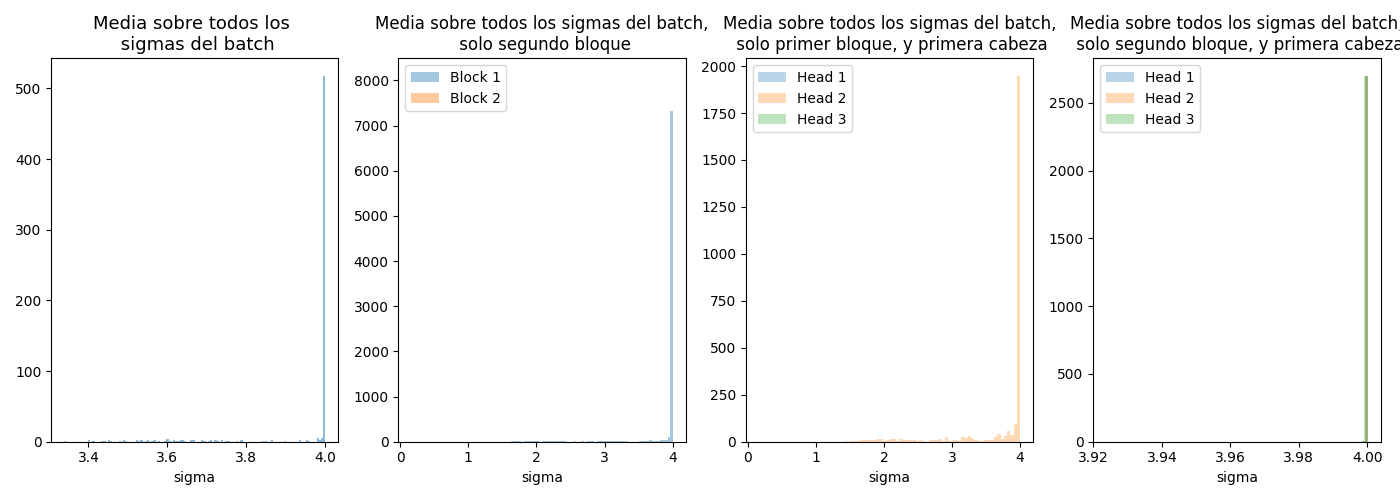 Media sobre todos los
sigmas del batch
500
400
300
200
100
0
3.4
3.6
3.8
4.0
sigma
Media sobre todos los sigmas del batch,
solo segundo bloque
Block 1
Block 2
8000
7000
6000
5000
4000
3000
2000
1000
0
0
1
2
3
4
sigma
Media sobre todos los sigmas del batch,
solo primer bloque, y primera cabeza
Head 1
Head 2
Head 3
2000
1750
1500
1250
1000
750
500
250
0
0
1
2
3
4
sigma
Media sobre todos los sigmas del batch,
solo segundo bloque, y primera cabeza
Head 1
Head 2
Head 3
2500
2000
1500
1000
500
0
3.92
3.94
3.96
3.98
4.00
sigma